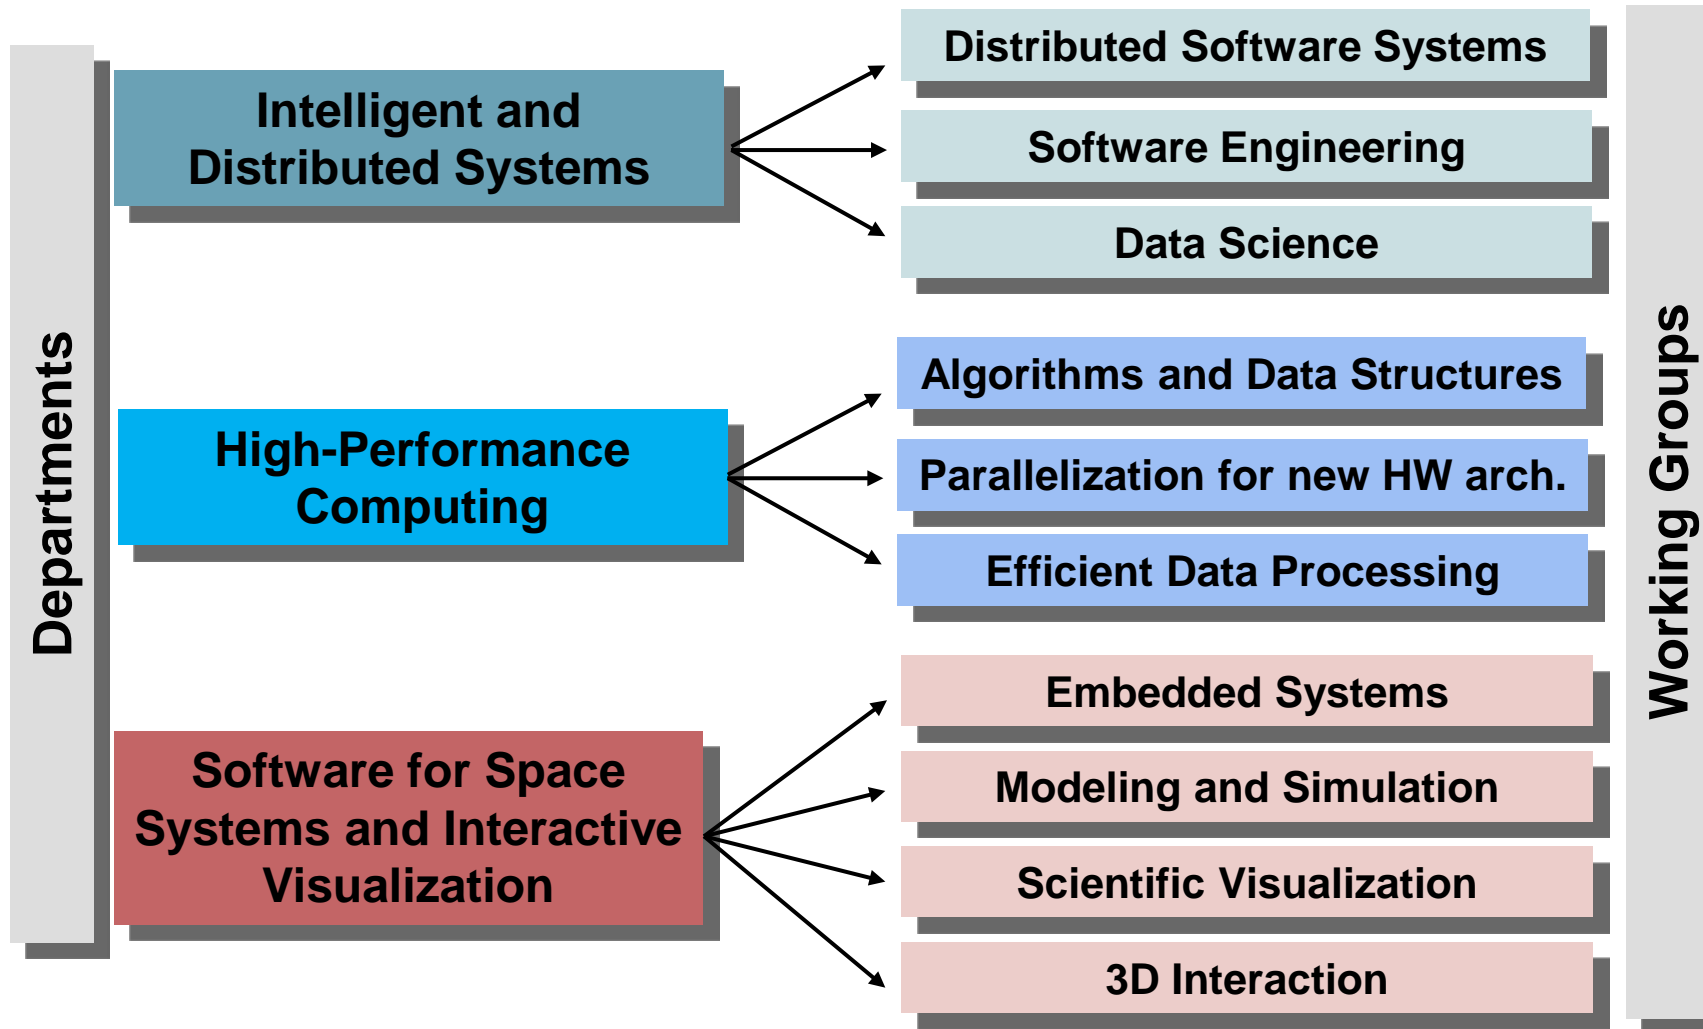 Departments
Intelligent and
Distributed Systems
Distributed Software Systems
Software Engineering
Data Science
High-Performance
Computing
Algorithms and Data Structures
Parallelization for new HW arch.
Efficient Data Processing
Software for Space
Systems and Interactive
Visualization
Embedded Systems
Modeling and Simulation
Scientific Visualization
3D Interaction
Working Groups